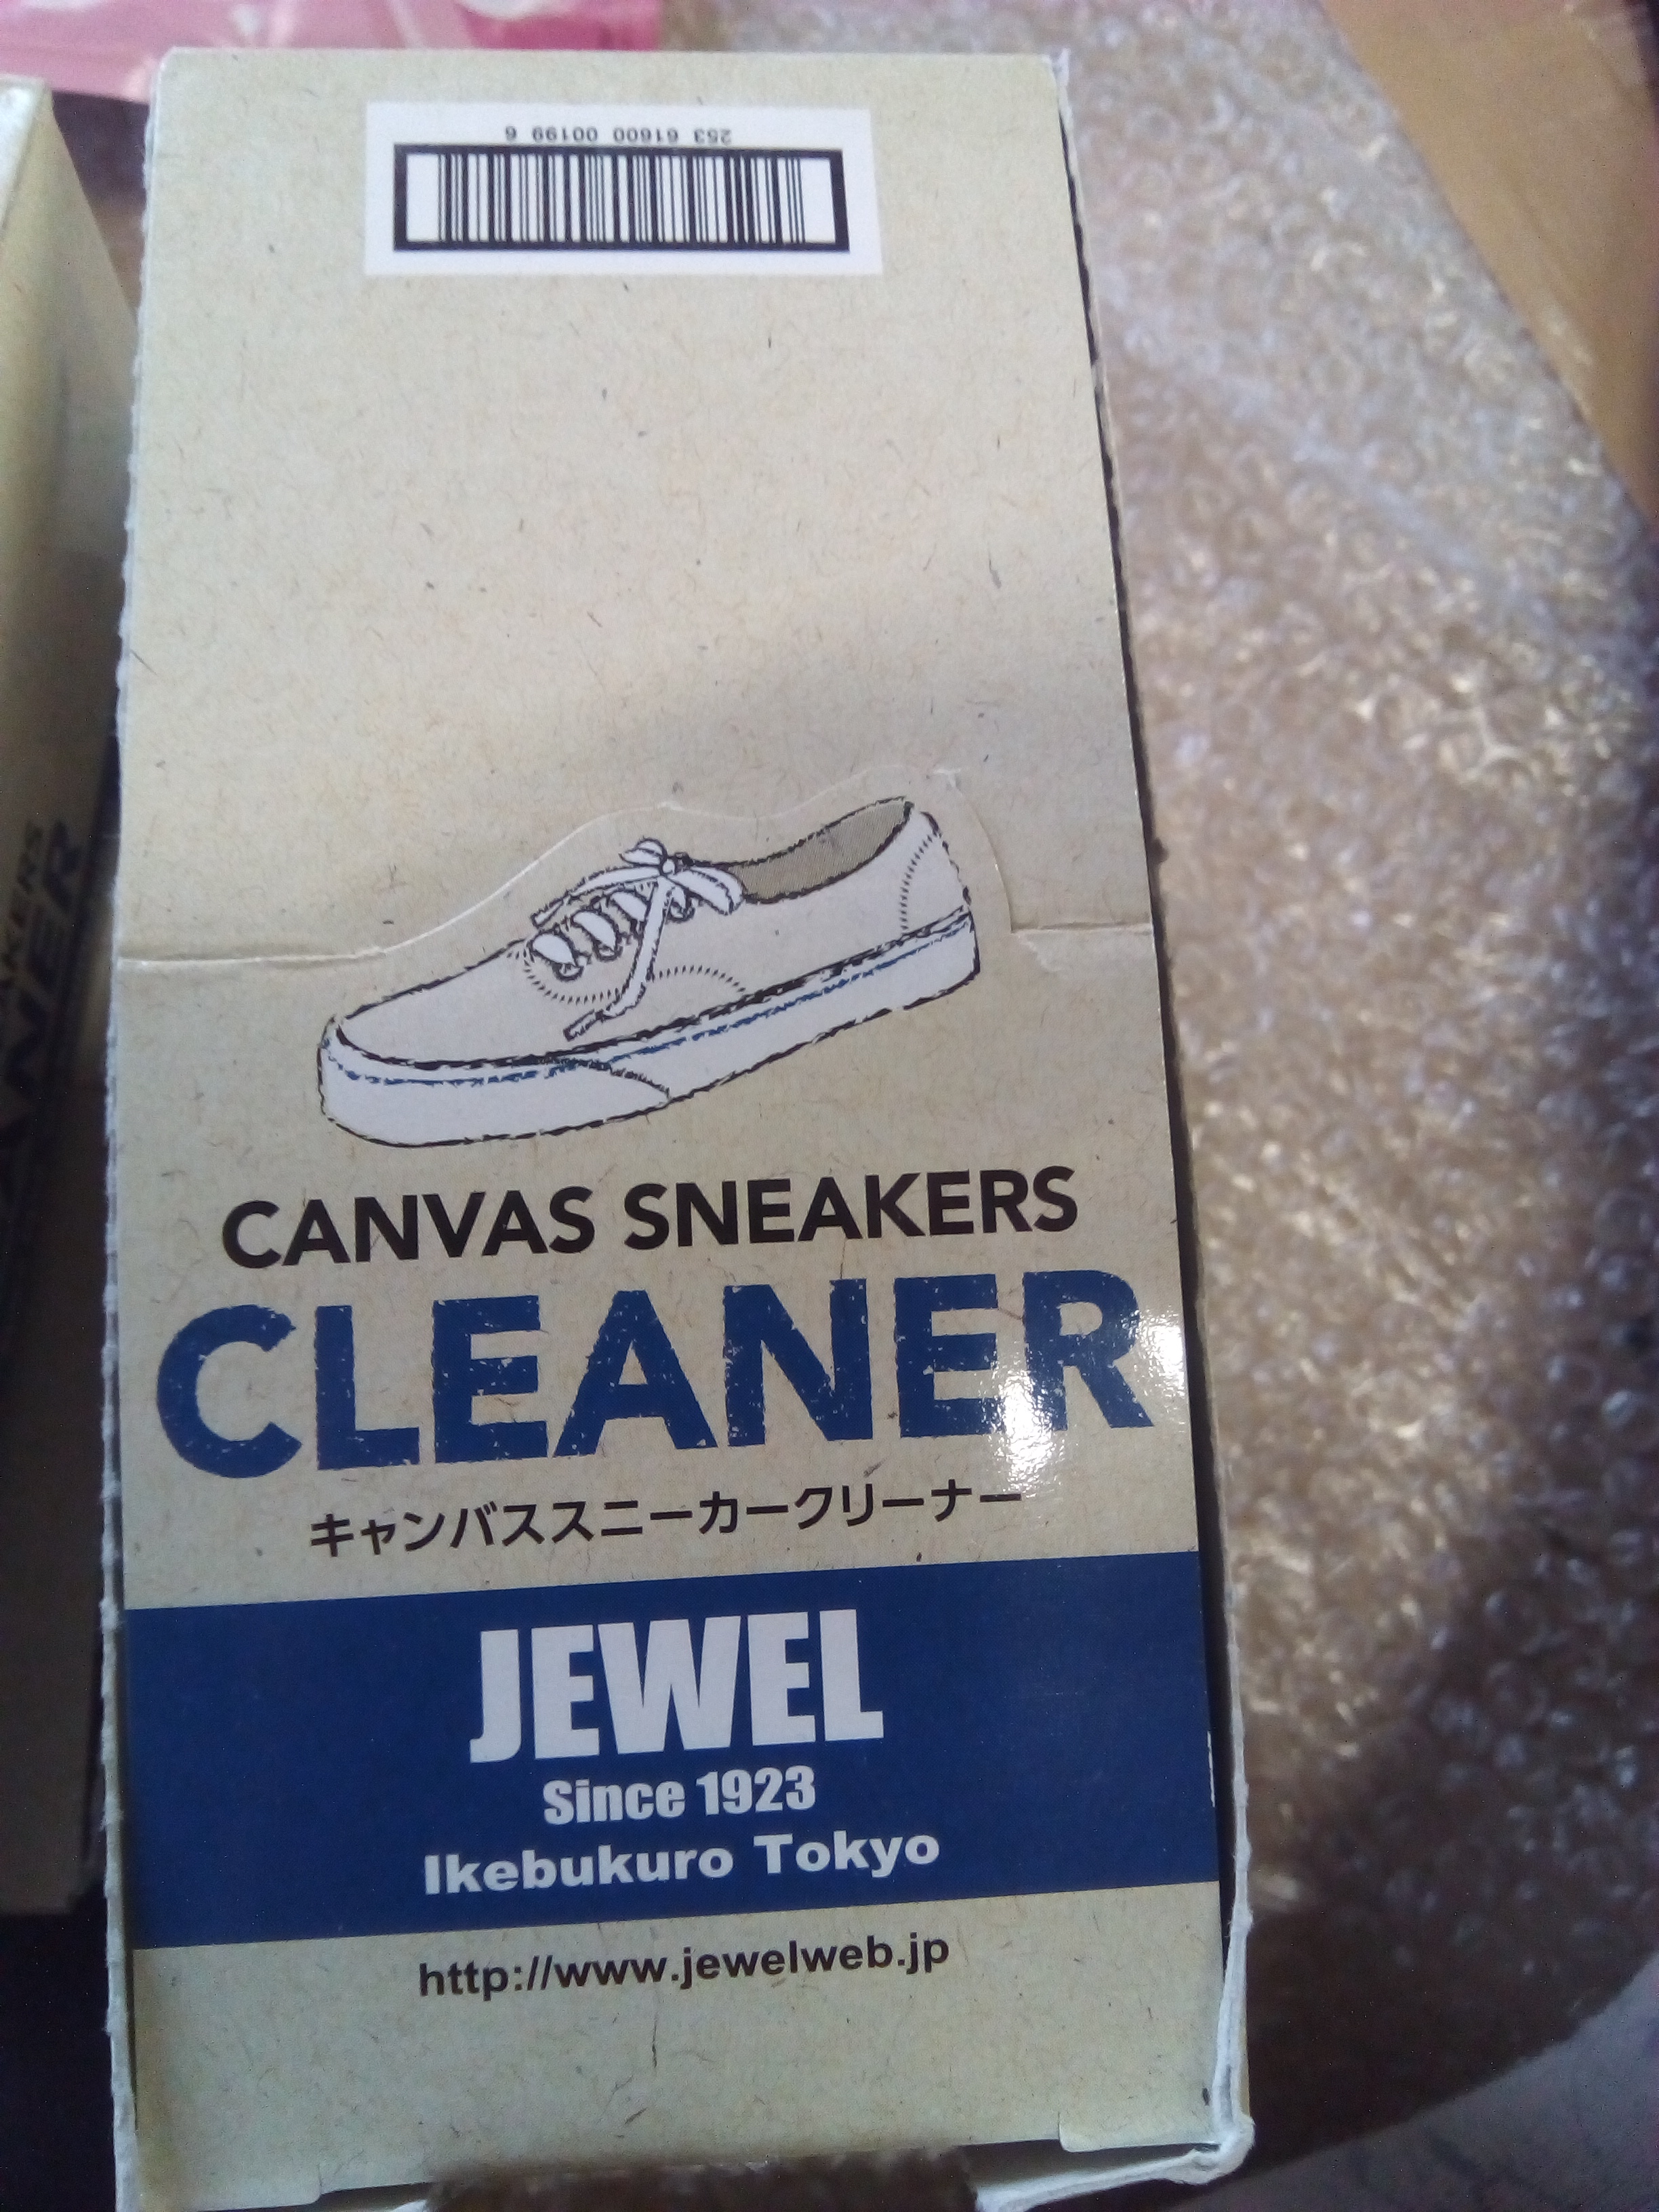 253 61600 00199 6
CANVAS SNEAKERS
CLEANER
キャンバススニーカークリーナー
JEWEL
Since 1923
Ikebukuro Tokyo
http://www.jewelweb.jp